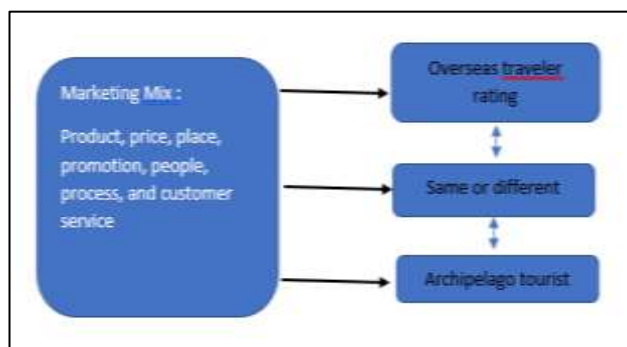 Marketing Mix :
Product, price, place,
promotion, people,
process, and customer
service
Overseas traveler
rating
Same or different
Archipelago tourist